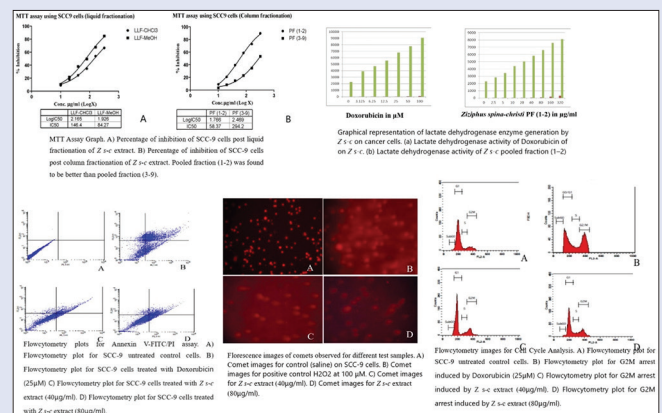 MTT assay using SCC9 cells (liquid fractionation)
% Inhibition
LLF-CHCl3
LLF-MeOH
Conc µg/ml (LogX)
LLF-CHCl3 LLF-MeOH
LogIC50 2.165 1.926
IC50 146.4 84.27
A
MTT Assay using SCC9 cells (Column fraction)
% Inhibition
PF (1-2)
PF (3-9)
Conc. µg/ml (Log X)
PF (1-2) PF (3-9)
LogIC50 1.766 2.469
IC50 58.37 294.2
B
MTT Assay Graph. A) Percentage of inhibition of SCC-9 cells post liquid
fractionation of Z s-c extract. B) Percentage of inhibition of SCC-9 cells
post column fractionation of Z s-c extract. Pooled fraction (1-2) was found
to be better than pooled fraction (3-9).
Doxorubicin in µM
Ziziphus spina-christi PF (1-2) in µg/ml
Graphical representation of lactate dehydrogenase enzyme generation by
Z s-c on cancer cells. (a) Lactate dehydrogenase activity of Doxorubicin of
on Z s-c. (b) Lactate dehydrogenase activity of Z s-c pooled fraction (1–2)
A
B
C
D
Flowcytometry plots for Annexin V-FITC/PI assay. A)
Flowcytometry plot for SCC-9 untreated control cells. B)
Flowcytometry plot for SCC-9 cells treated with Doxorubicin
(25µM) C) Flowcytometry plot for SCC-9 cells treated with Z s-c
extract (40µg/ml). D) Flowcytometry plot for SCC-9 cells treated
with Z s-c extract (80µg/ml).
A
B
C
D
Florescence images of comets observed for different test samples. A)
Comet images for control (saline) on SCC-9 cells. B) Comet
images for positive control H2O2 at 100 µM. C) Comet images
for Z s-c extract (40µg/ml). D) Comet images for Z s-c extract
(80µg/ml).
A
B
C
D
Flowcytometry images for Cell Cycle Analysis. A) Flowcytometry plot for
SCC-9 untreated control cells. B) Flowcytometry plot for G2M arrest
induced by Doxorubicin (25µM) C) Flowcytometry plot for G2M arrest
induced by Z s-c extract (40µg/ml). D) Flowcytometry plot for G2M
arrest induced by Z s-c extract (80µg/ml).